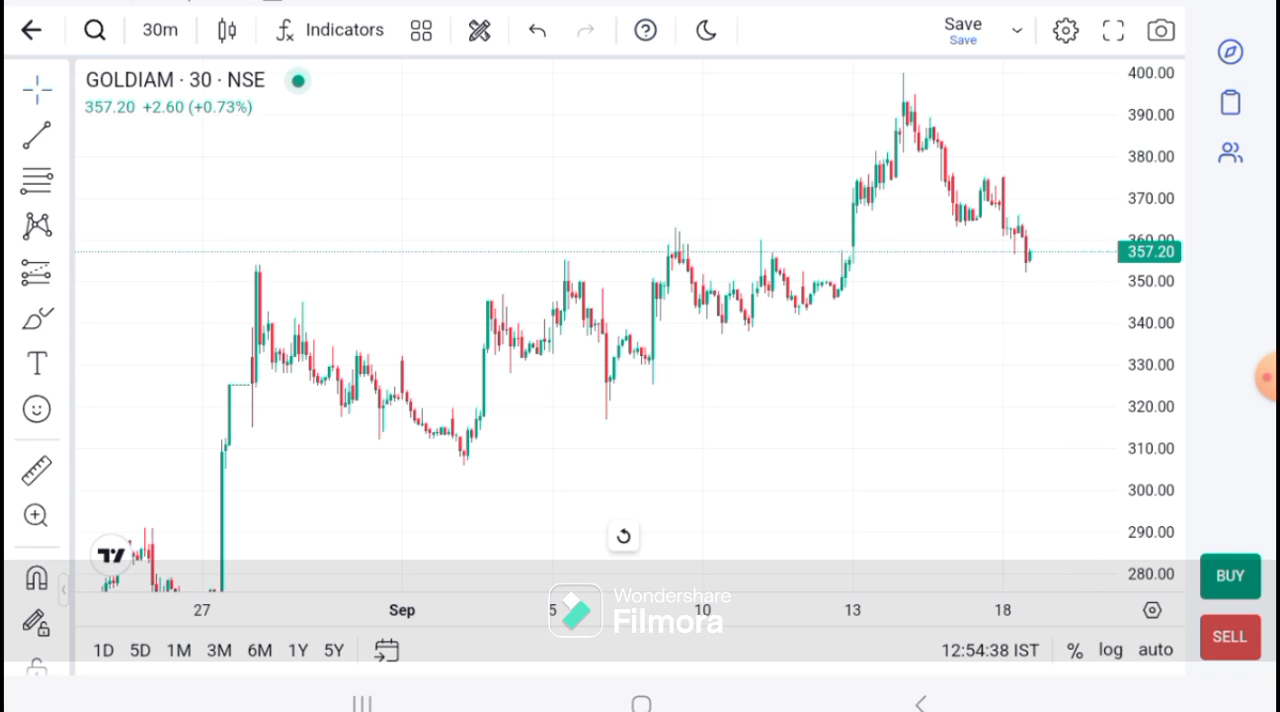 30m
Indicators
Save
Save
GOLDIAM · 30 · NSE
357.20 +2.60 (+0.73%)
400.00
390.00
380.00
370.00
360.00
357.20
350.00
340.00
330.00
320.00
310.00
300.00
290.00
280.00
BUY
SELL
27 Sep 5 10 13 18
Wondershare
Filmora
1D 5D 1M 3M 6M 1Y 5Y
12:54:38 IST % log auto